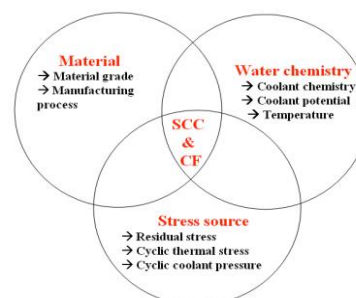 Material
→ Material grade
→ Manufacturing
process
Water chemistry
→ Coolant chemistry
→ Coolant potential
→ Temperature
SCC
&
CF
Stress source
→ Residual stress
→ Cyclic thermal stress
→ Cyclic coolant pressure